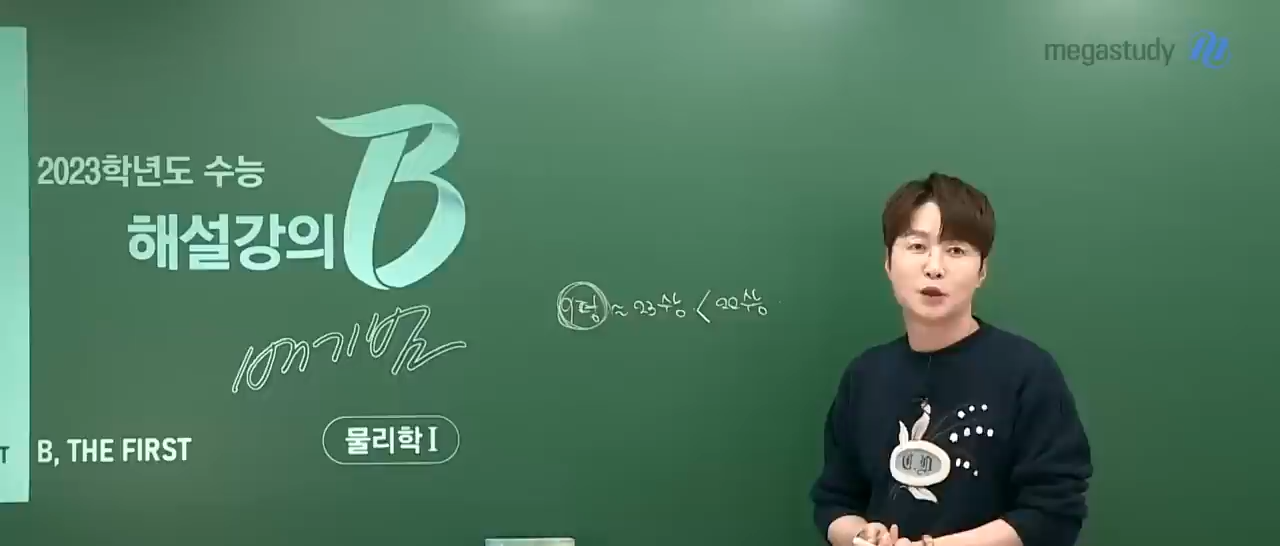 megastudy
2023학년도 수능
해설강의
B
배기범
9평 ≈ 23수능 < 22수능
물리학 I
T
B, THE FIRST